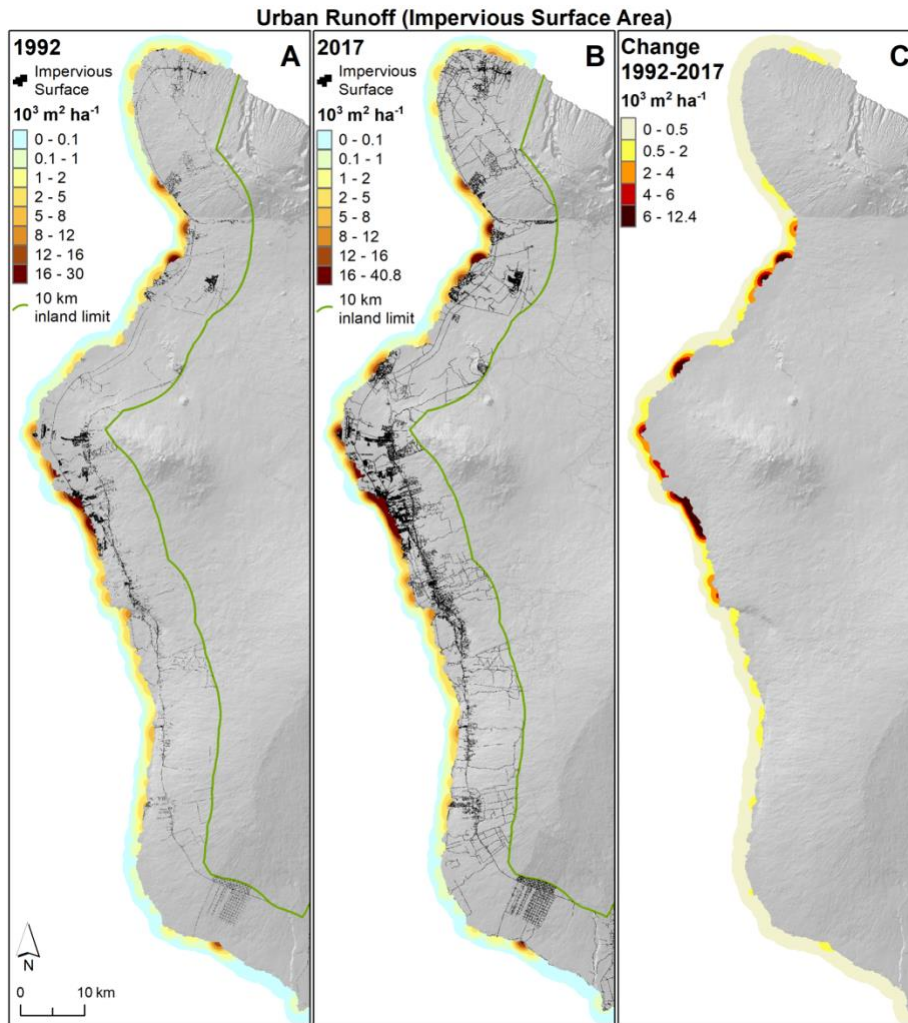 Urban Runoff (Impervious Surface Area)
1992
A
Impervious
Surface
10³ m² ha⁻¹
0 - 0.1
0.1 - 1
1 - 2
2 - 5
5 - 8
8 - 12
12 - 16
16 - 30
10 km
inland limit
N
0 10 km
2017
B
Impervious
Surface
10³ m² ha⁻¹
0 - 0.1
0.1 - 1
1 - 2
2 - 5
5 - 8
8 - 12
12 - 16
16 - 40.8
10 km
inland limit
Change
1992-2017
C
10³ m² ha⁻¹
0 - 0.5
0.5 - 2
2 - 4
4 - 6
6 - 12.4